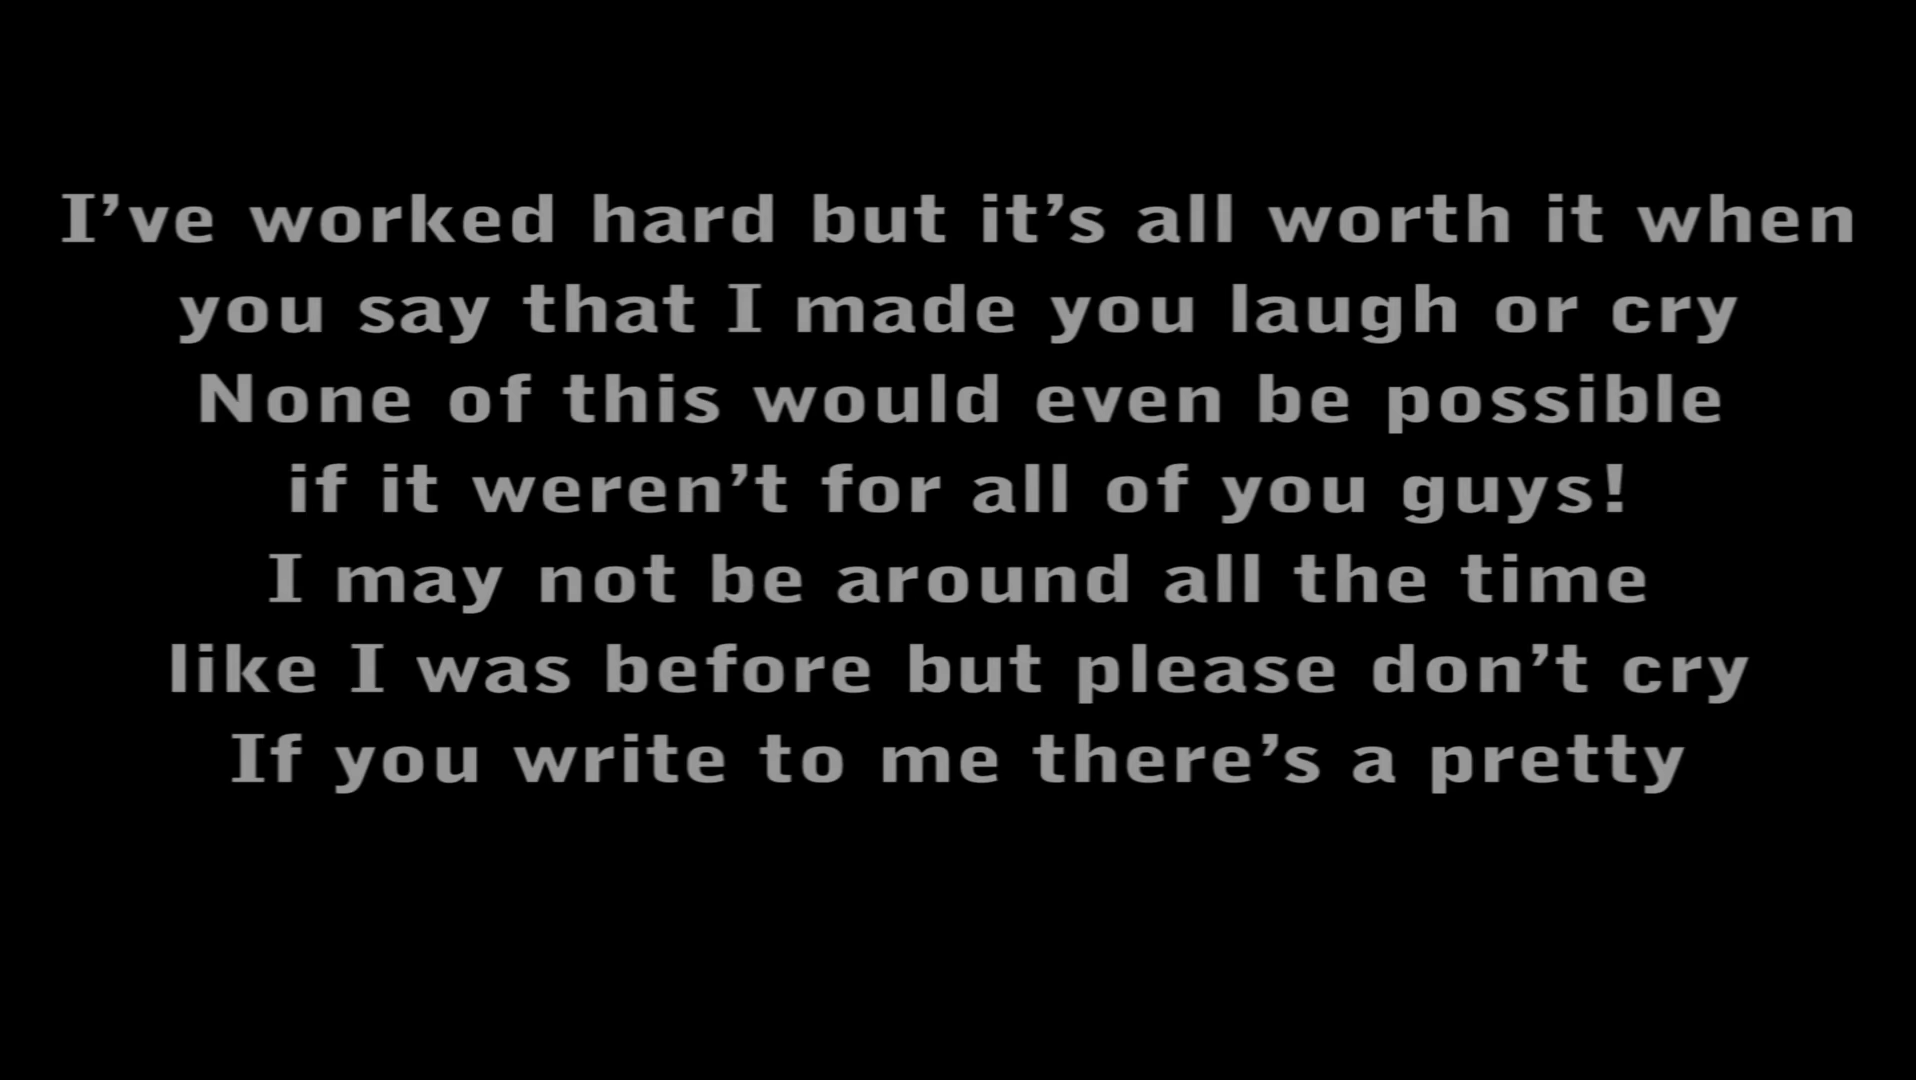 I’ve worked hard but it’s all worth it when
you say that I made you laugh or cry
None of this would even be possible
if it weren’t for all of you guys!
I may not be around all the time
like I was before but please don’t cry
If you write to me there’s a pretty